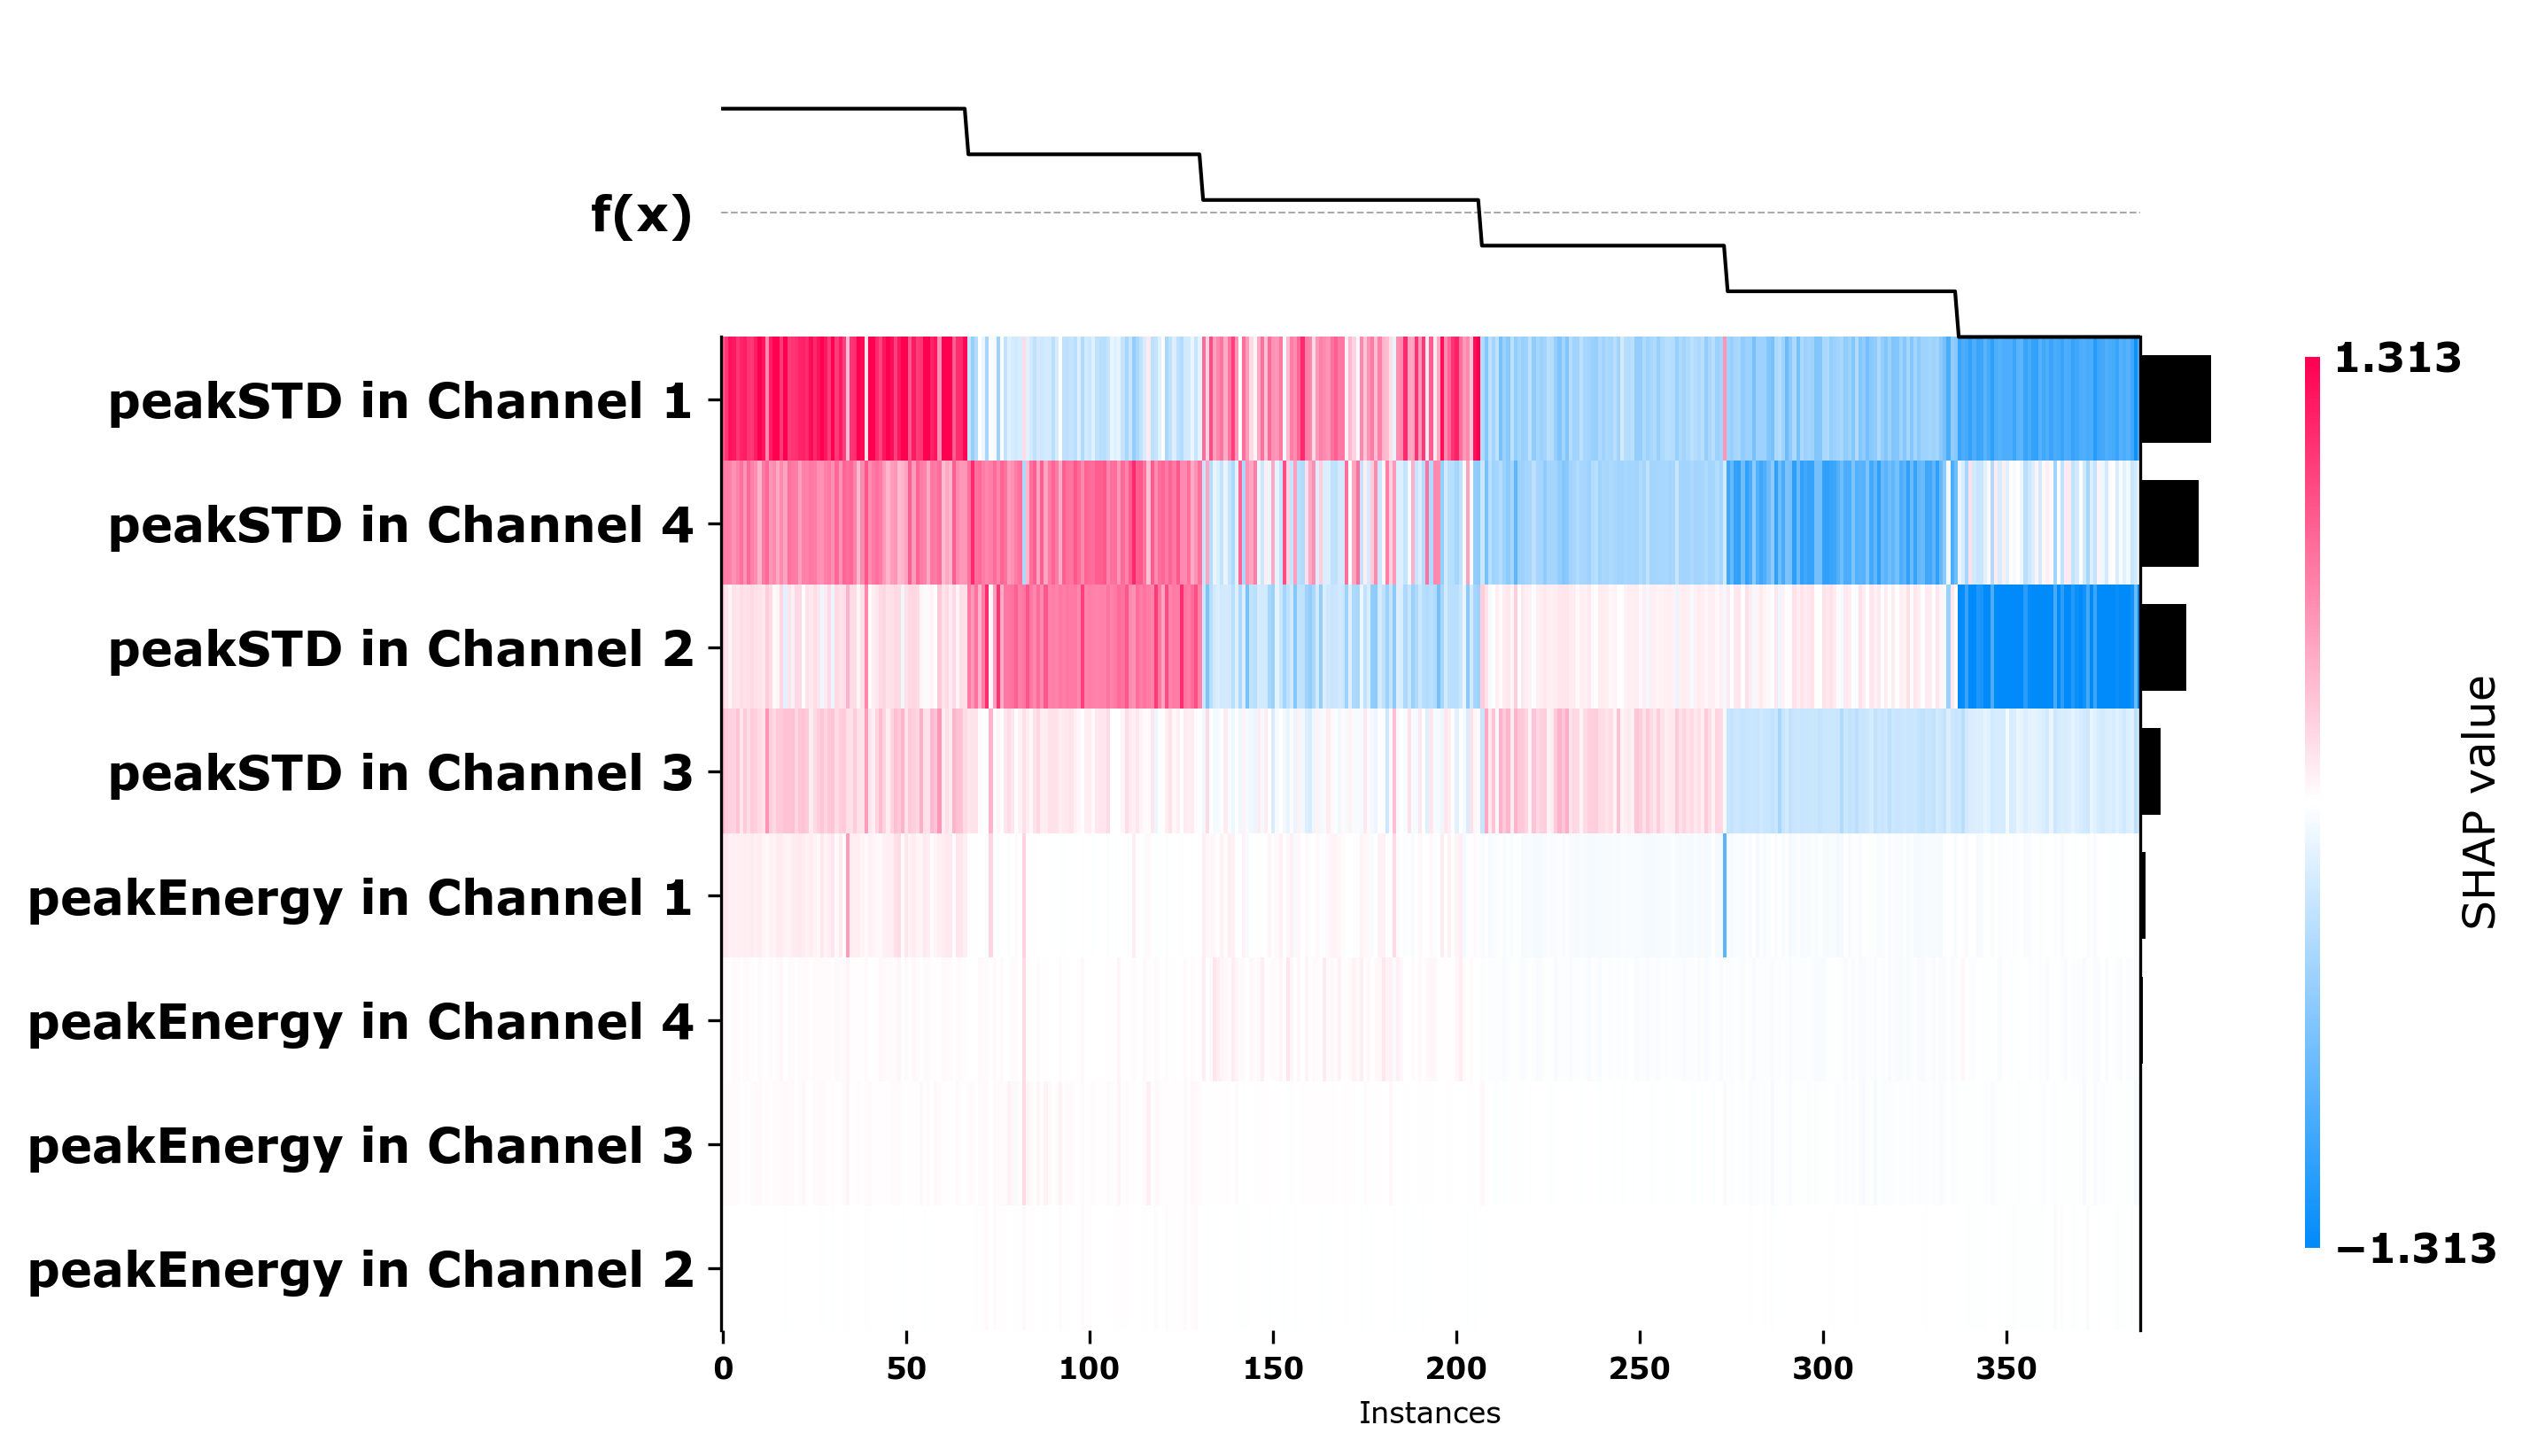 f(x)
peakSTD in Channel 1
peakSTD in Channel 4
peakSTD in Channel 2
peakSTD in Channel 3
peakEnergy in Channel 1
peakEnergy in Channel 4
peakEnergy in Channel 3
peakEnergy in Channel 2
0 50 100 150 200 250 300 350
Instances
1.313
SHAP value
−1.313